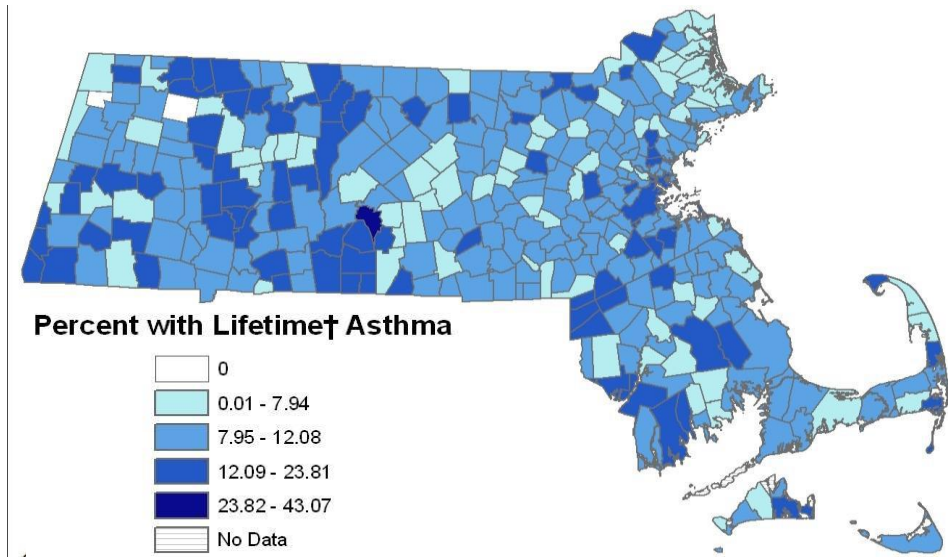 Percent with Lifetime† Asthma
0
0.01 - 7.94
7.95 - 12.08
12.09 - 23.81
23.82 - 43.07
No Data